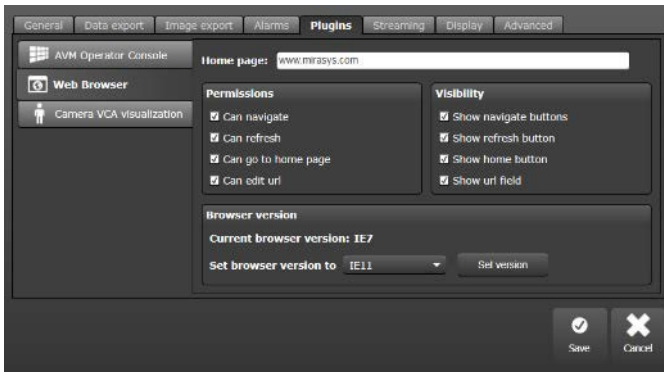 General Data export Image export Alarms Plugins Streaming Display Advanced
AVM Operator Console
Web Browser
Camera VCA visualization
Home page: www.mirasys.com
Permissions
Can navigate
Can refresh
Can go to home page
Can edit url
Visibility
Show navigate buttons
Show refresh button
Show home button
Show url field
Browser version
Current browser version: IE7
Set browser version to IE11 Set version
Save Cancel